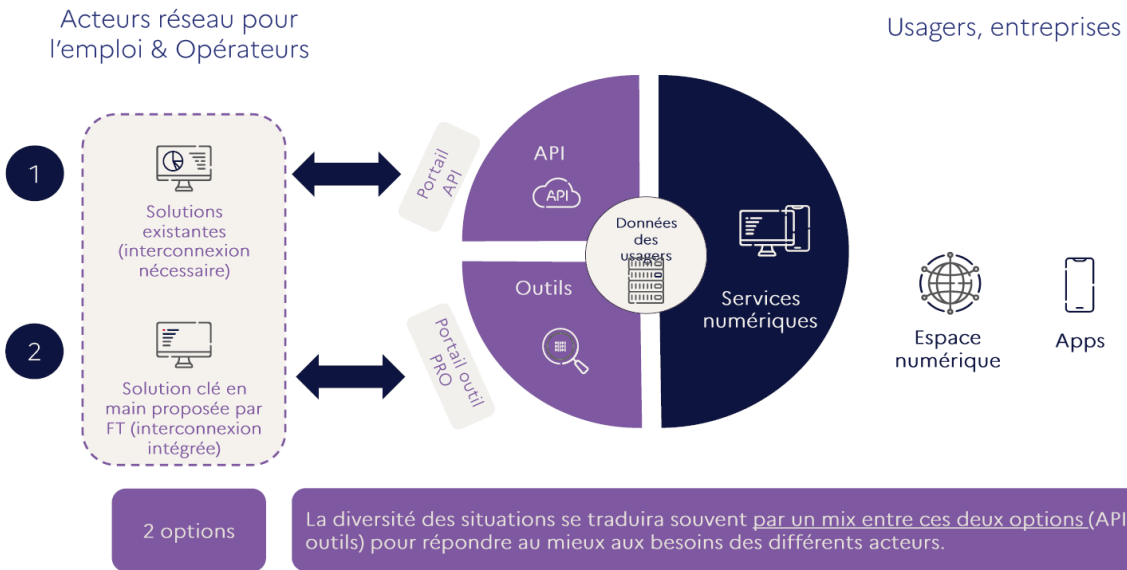 Acteurs réseau pour
l'emploi & Opérateurs
Usagers, entreprises
1
Solutions
existantes
(interconnexion
nécessaire)
2
Solution clé en
main proposée par
FT (interconnexion
intégrée)
Portail
API
Portail outil
PRO
API
API
Outils
Données
des
usagers
Services
numériques
Espace
numérique
Apps
2 options
La diversité des situations se traduira souvent par un mix entre ces deux options (API
outils) pour répondre au mieux aux besoins des différents acteurs.